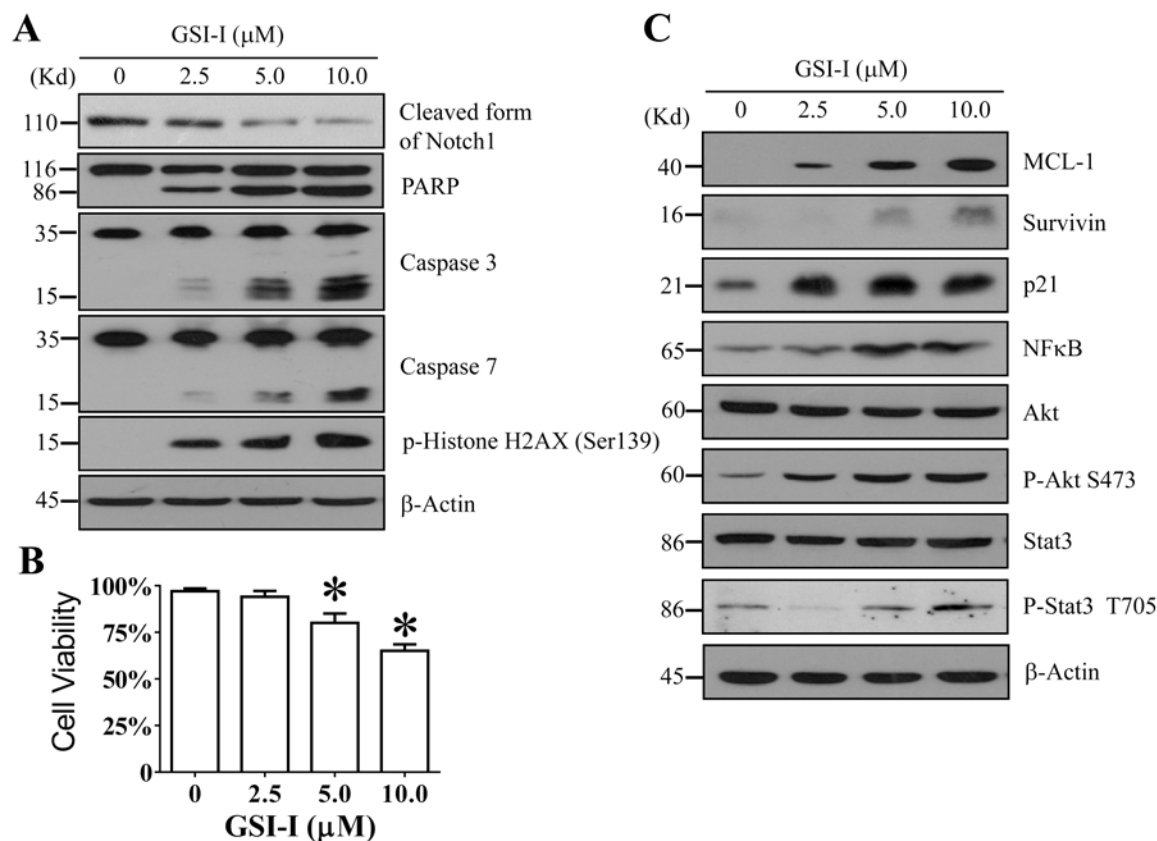 A
GSI-I (μM)
(Kd) 0 2.5 5.0 10.0
110 Cleaved form of Notch1
116
86 PARP
35
Caspase 3
15
35
Caspase 7
15
15 p-Histone H2AX (Ser139)
45 β-Actin
B
Cell Viability
100%
75%
50%
25%
0
* *
0 2.5 5.0 10.0
GSI-I (μM)
C
GSI-I (μM)
(Kd) 0 2.5 5.0 10.0
40 MCL-1
16 Survivin
21 p21
65 NFκB
60 Akt
60 P-Akt S473
86 Stat3
86 P-Stat3 T705
45 β-Actin